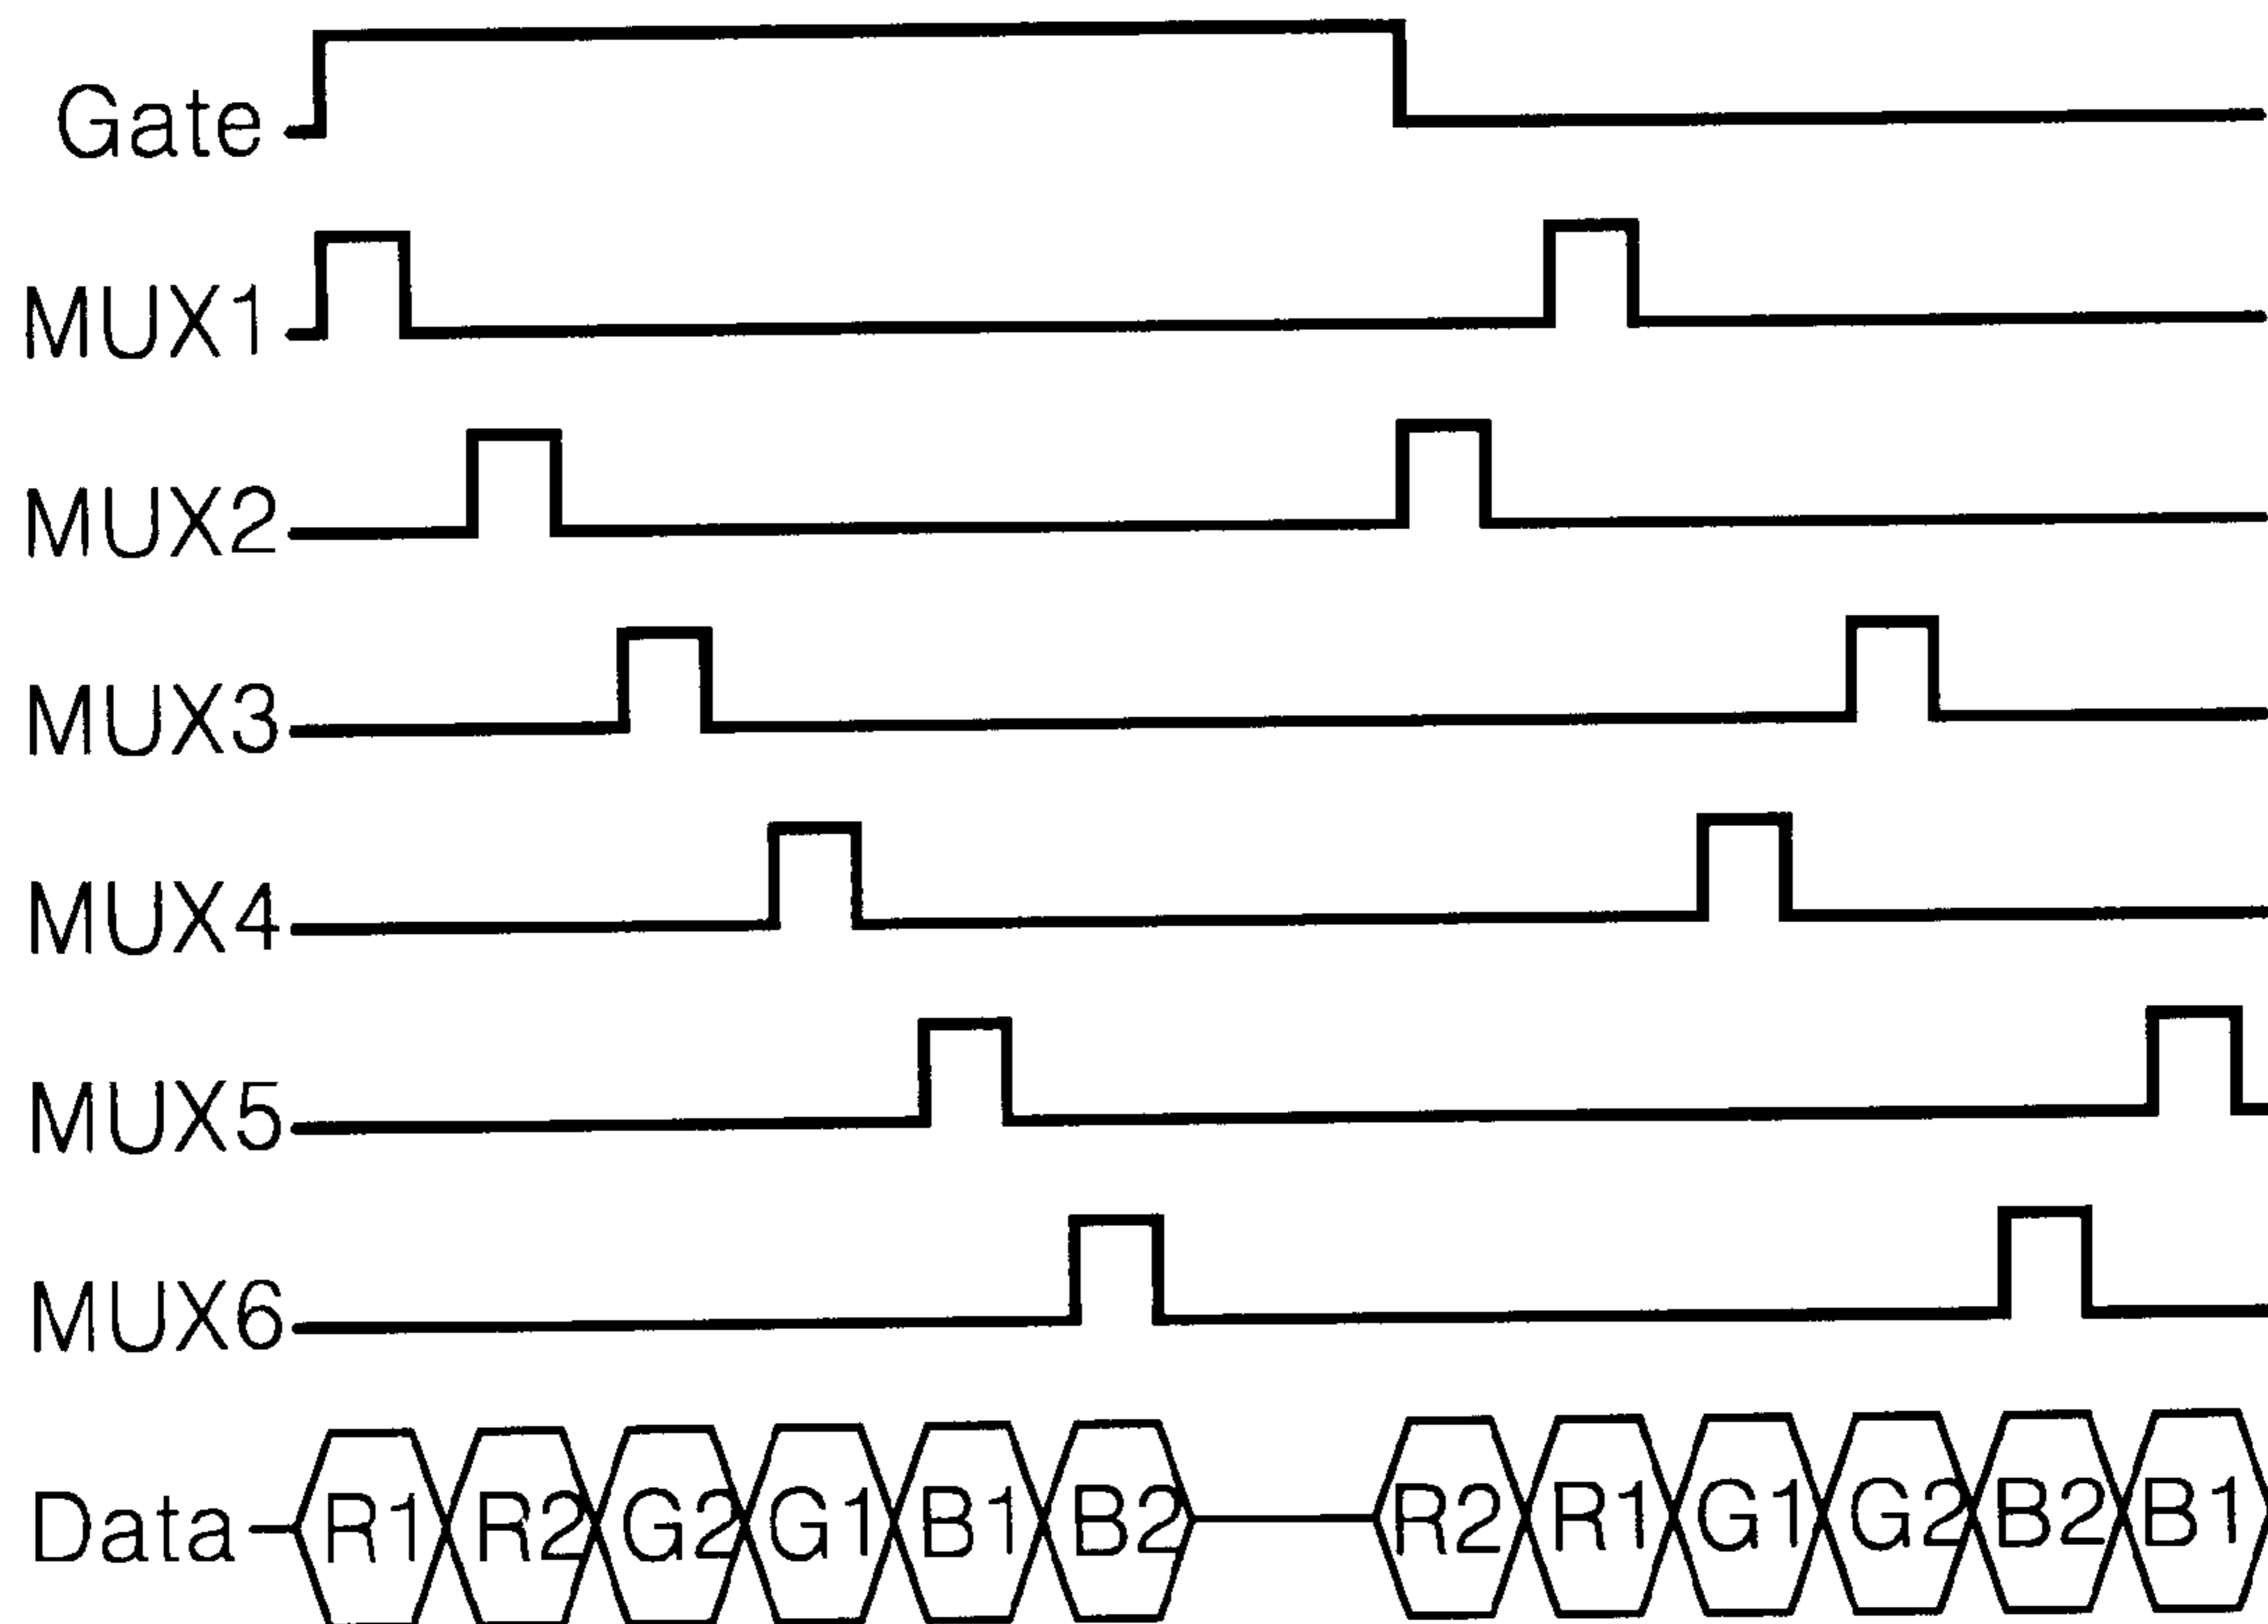 Gate
MUX1
MUX2
MUX3
MUX4
MUX5
MUX6
Data R1 R2 G2 G1 B1 B2 R2 R1 G1 G2 B2 B1